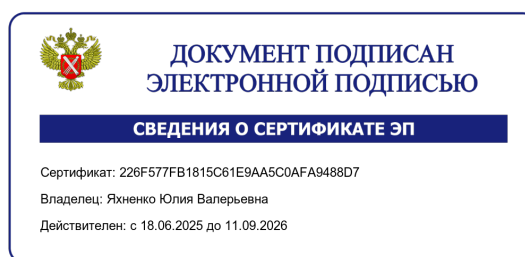 ДОКУМЕНТ ПОДПИСАН
ЭЛЕКТРОННОЙ ПОДПИСЬЮ
СВЕДЕНИЯ О СЕРТИФИКАТЕ ЭП
Сертификат: 226F577FB1815C61E9AA5C0AFA9488D7
Владелец: Яхненко Юлия Валерьевна
Действителен: с 18.06.2025 до 11.09.2026